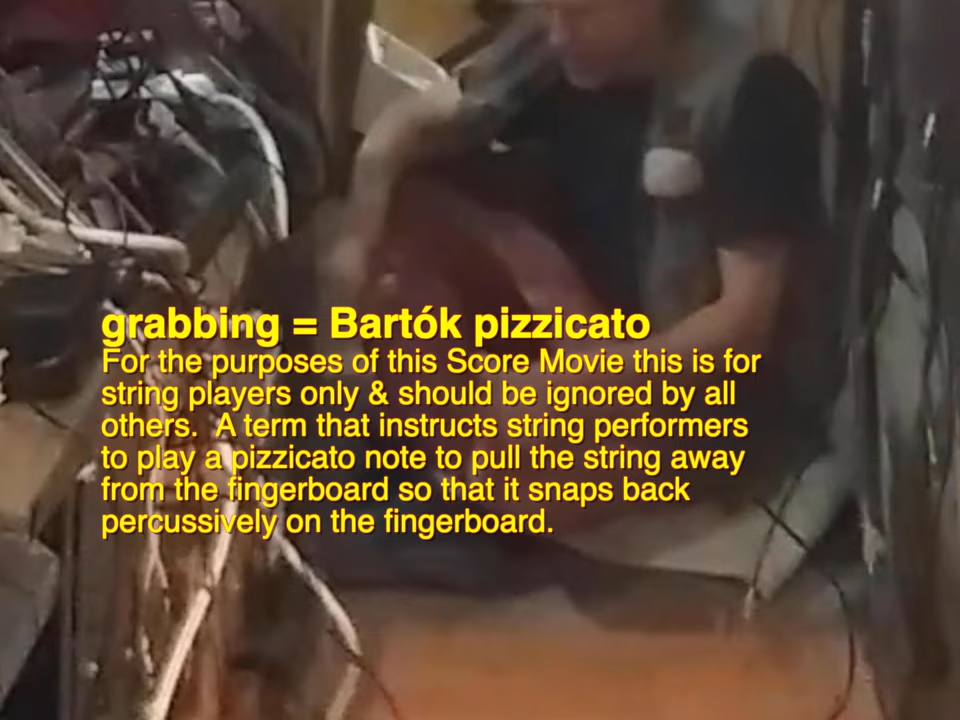 grabbing = Bartók pizzicato
For the purposes of this Score Movie this is for
string players only & should be ignored by all
others.  A term that instructs string performers
to play a pizzicato note to pull the string away
from the fingerboard so that it snaps back
percussively on the fingerboard.